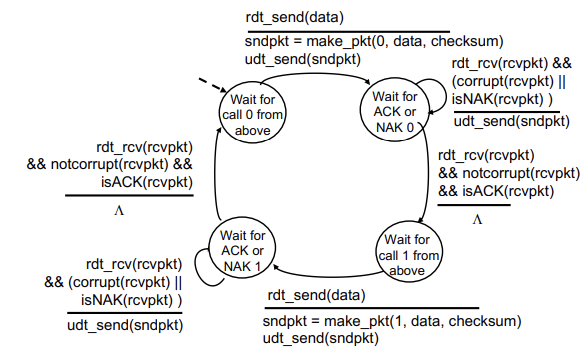 rdt_send(data)
sndpkt = make_pkt(0, data, checksum)
udt_send(sndpkt)
Wait for
call 0 from
above
Wait for
ACK or
NAK 0
rdt_rcv(rcvpkt) &&
(corrupt(rcvpkt) ||
isNAK(rcvpkt) )
udt_send(sndpkt)
rdt_rcv(rcvpkt)
&& notcorrupt(rcvpkt) &&
isACK(rcvpkt)
Λ
rdt_rcv(rcvpkt)
&& notcorrupt(rcvpkt)
&& isACK(rcvpkt)
Λ
Wait for
ACK or
NAK 1
Wait for
call 1 from
above
rdt_rcv(rcvpkt)
&& (corrupt(rcvpkt) ||
isNAK(rcvpkt) )
udt_send(sndpkt)
rdt_send(data)
sndpkt = make_pkt(1, data, checksum)
udt_send(sndpkt)